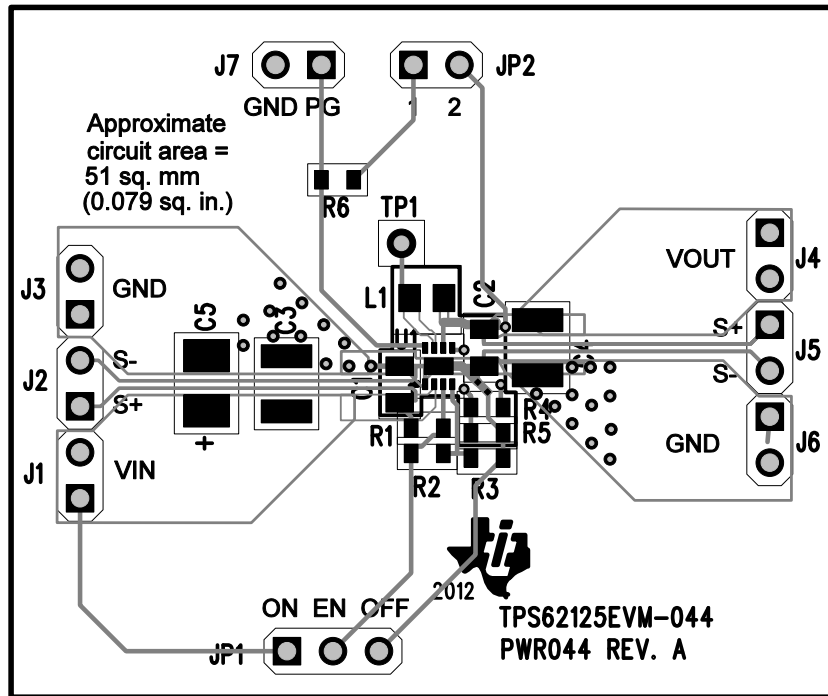 J7
JP2
GND PG
1 2
Approximate
circuit area =
51 sq. mm
(0.079 sq. in.)
R6
TP1
J3
GND
C5
C3
L1
C2
VOUT
J4
U1
S+
J5
J2
S-
S-
S+
R4
R1
R5
GND
J6
J1
VIN
R2
R3
2012
ON EN OFF
JP1
TPS62125EVM-044
PWR044 REV. A